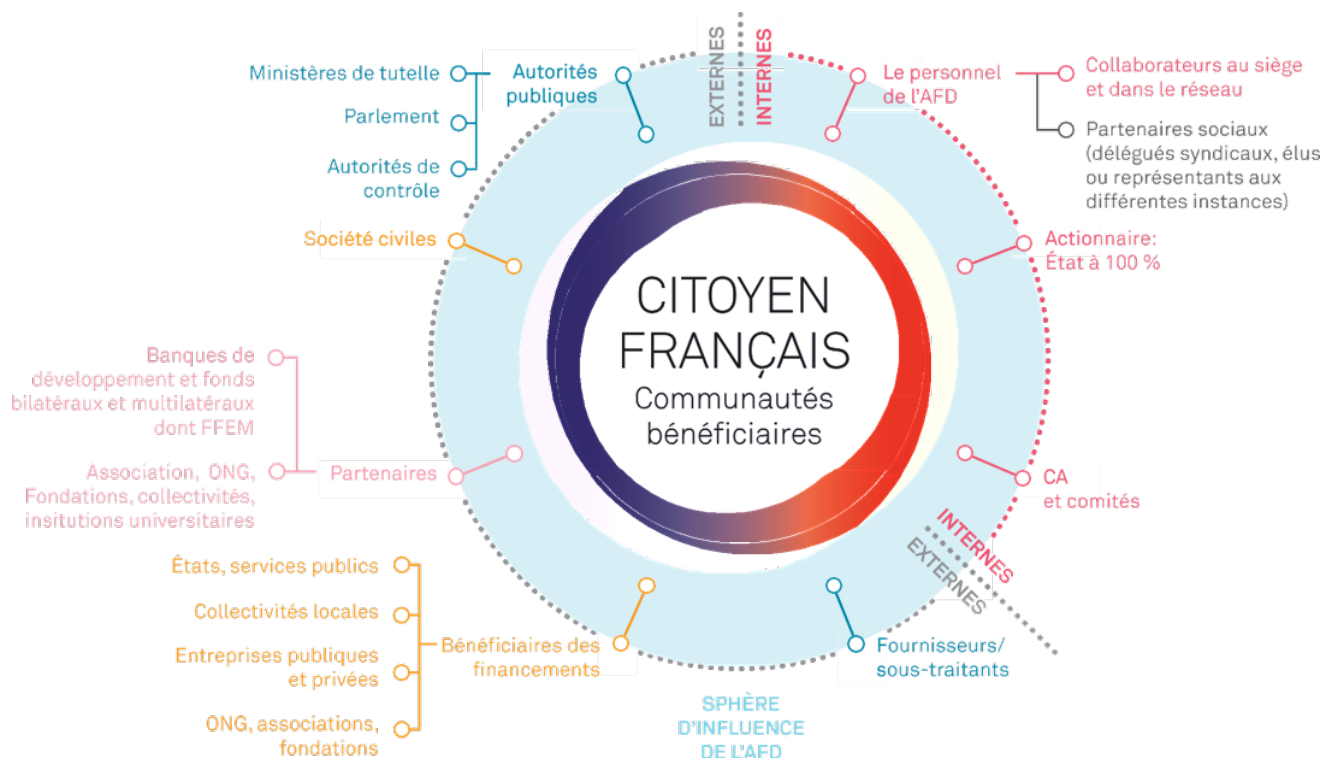 EXTERNES
INTERNES
Autorités
publiques
Ministères de tutelle
Parlement
Autorités de
contrôle
Le personnel
de l'AFD
Collaborateurs au siège
et dans le réseau
Partenaires sociaux
(délégués syndicaux, élus
ou représentants aux
différentes instances)
Société civiles
Actionnaire:
État à 100 %
CITOYEN
FRANÇAIS
Communautés
bénéficiaires
Banques de
développement et fonds
bilatéraux et multilatéraux
dont FFEM
Partenaires
Association, ONG,
Fondations, collectivités,
insitutions universitaires
CA
et comités
INTERNES
EXTERNES
États, services publics
Collectivités locales
Entreprises publiques
et privées
ONG, associations,
fondations
Bénéficiaires des
financements
Fournisseurs/
sous-traitants
SPHÈRE
D'INFLUENCE
DE L'AFD